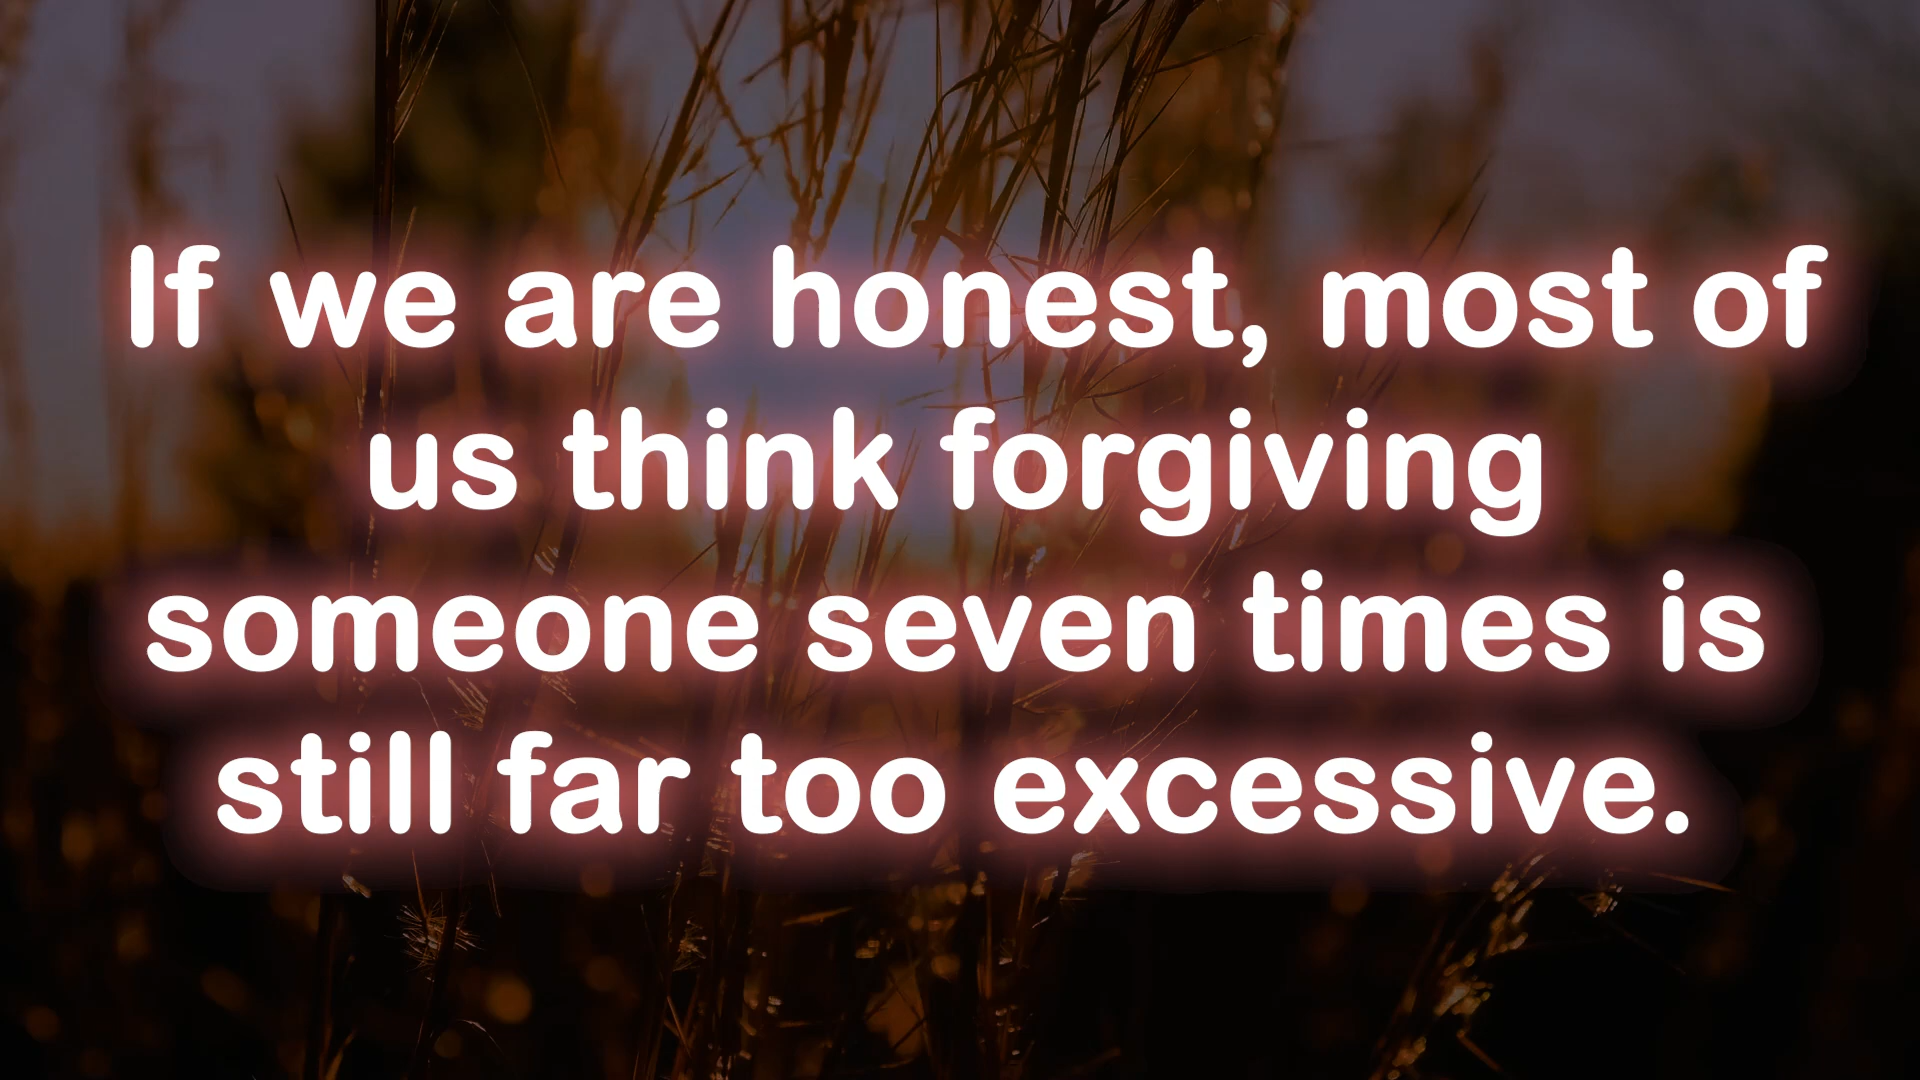 If we are honest, most of
us think forgiving
someone seven times is
still far too excessive.